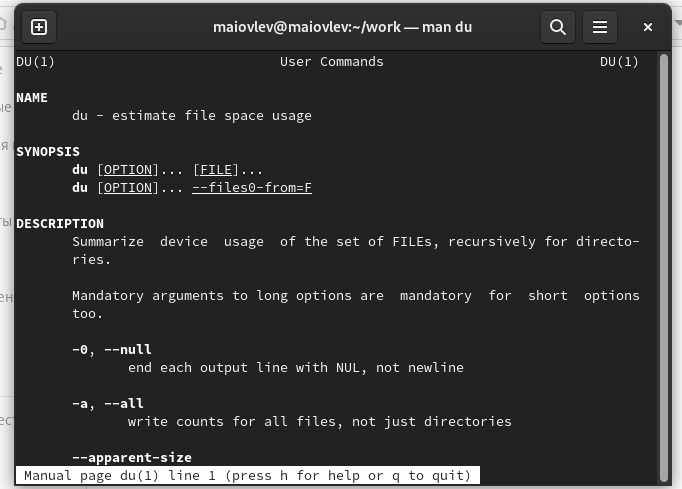 maiovlev@maiovlev:~/work — man du
DU(1) User Commands DU(1)
NAME
du - estimate file space usage
SYNOPSIS
du [OPTION]... [FILE]...
du [OPTION]... --files0-from=F
DESCRIPTION
Summarize device usage of the set of FILEs, recursively for directo-
ries.
Mandatory arguments to long options are mandatory for short options
too.
-0, --null
end each output line with NUL, not newline
-a, --all
write counts for all files, not just directories
--apparent-size
Manual page du(1) line 1 (press h for help or q to quit)